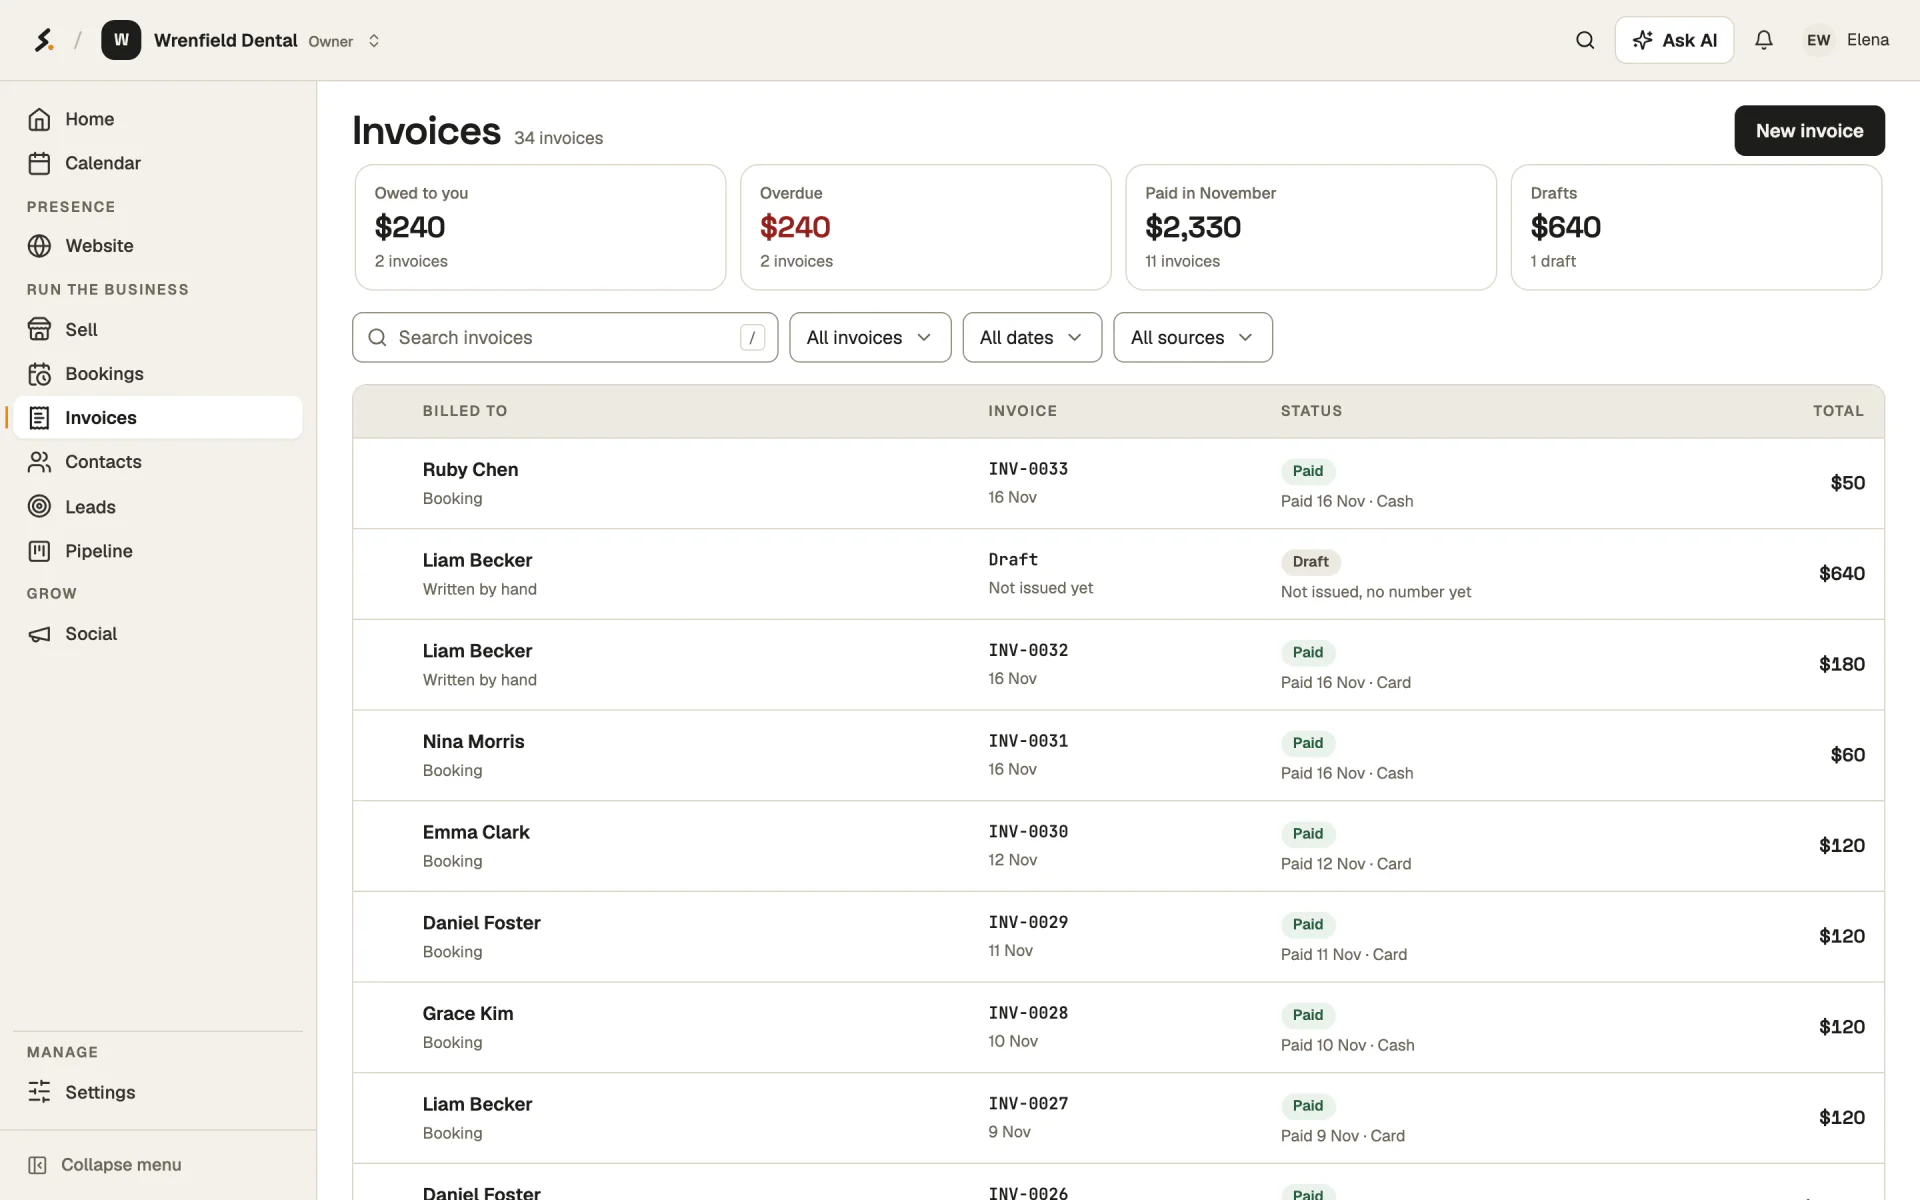 / W Wrenfield Dental Owner
Ask AI
EW Elena
Home
Calendar
PRESENCE
Website
RUN THE BUSINESS
Sell
Bookings
Invoices
Contacts
Leads
Pipeline
GROW
Social
MANAGE
Settings
Collapse menu
Invoices 34 invoices
New invoice
Owed to you
$240
2 invoices
Overdue
$240
2 invoices
Paid in November
$2,330
11 invoices
Drafts
$640
1 draft
Search invoices /
All invoices
All dates
All sources
BILLED TO INVOICE STATUS TOTAL
Ruby Chen INV-0033 Paid $50
Booking 16 Nov Paid 16 Nov · Cash
Liam Becker Draft Draft $640
Written by hand Not issued yet Not issued, no number yet
Liam Becker INV-0032 Paid $180
Written by hand 16 Nov Paid 16 Nov · Card
Nina Morris INV-0031 Paid $60
Booking 16 Nov Paid 16 Nov · Cash
Emma Clark INV-0030 Paid $120
Booking 12 Nov Paid 12 Nov · Card
Daniel Foster INV-0029 Paid $120
Booking 11 Nov Paid 11 Nov · Card
Grace Kim INV-0028 Paid $120
Booking 10 Nov Paid 10 Nov · Cash
Liam Becker INV-0027 Paid $120
Booking 9 Nov Paid 9 Nov · Card
Daniel Foster INV-0026 Paid